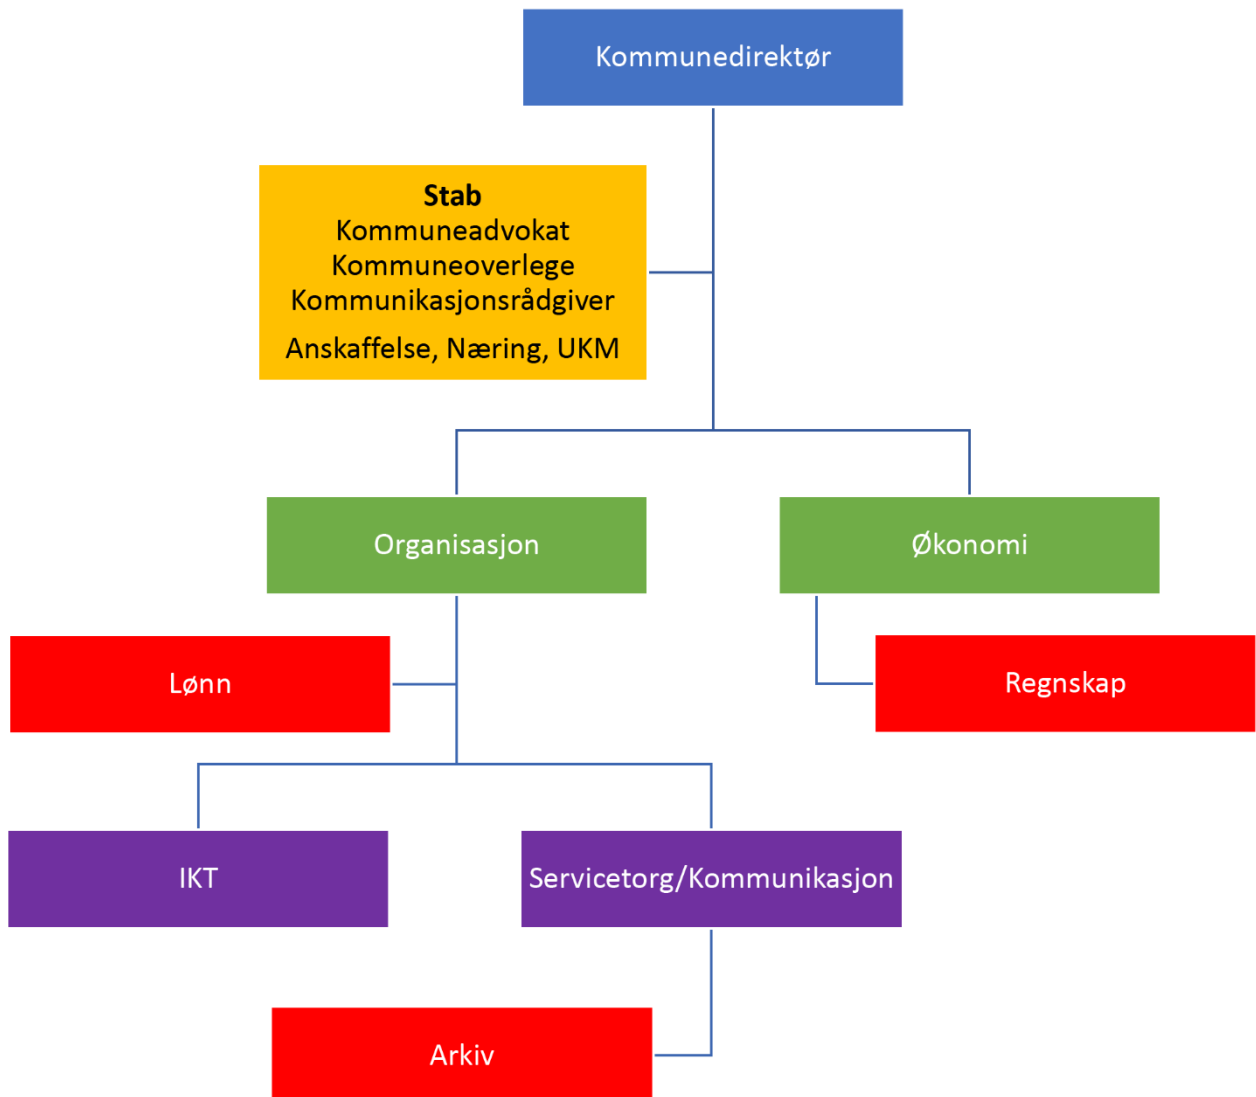 Kommunedirektør
Stab
Kommuneadvokat
Kommuneoverlege
Kommunikasjonsrådgiver
Anskaffelse, Næring, UKM
Organisasjon
Økonomi
Lønn
Regnskap
IKT
Servicetorg/Kommunikasjon
Arkiv